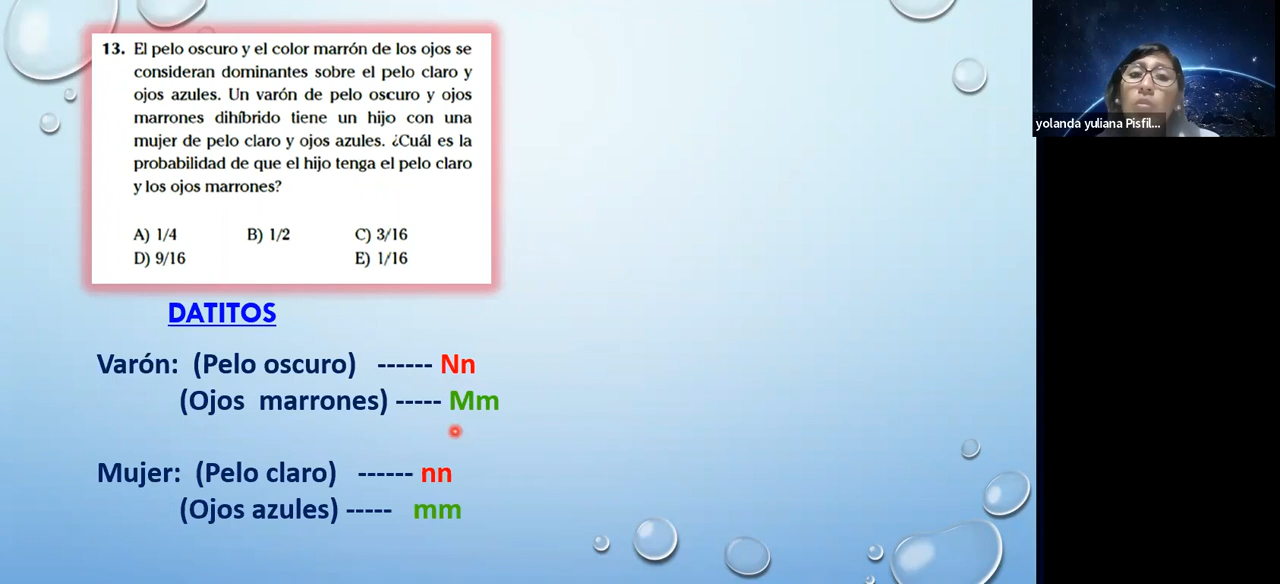 13. El pelo oscuro y el color marrón de los ojos se
consideran dominantes sobre el pelo claro y
ojos azules. Un varón de pelo oscuro y ojos
marrones dihíbrido tiene un hijo con una
mujer de pelo claro y ojos azules. ¿Cuál es la
probabilidad de que el hijo tenga el pelo claro
y los ojos marrones?
A) 1/4 B) 1/2 C) 3/16
D) 9/16 E) 1/16
DATITOS
Varón: (Pelo oscuro) ------ Nn
(Ojos marrones) ----- Mm
Mujer: (Pelo claro) ------ nn
(Ojos azules) ----- mm
yolanda yuliana Pisfil...